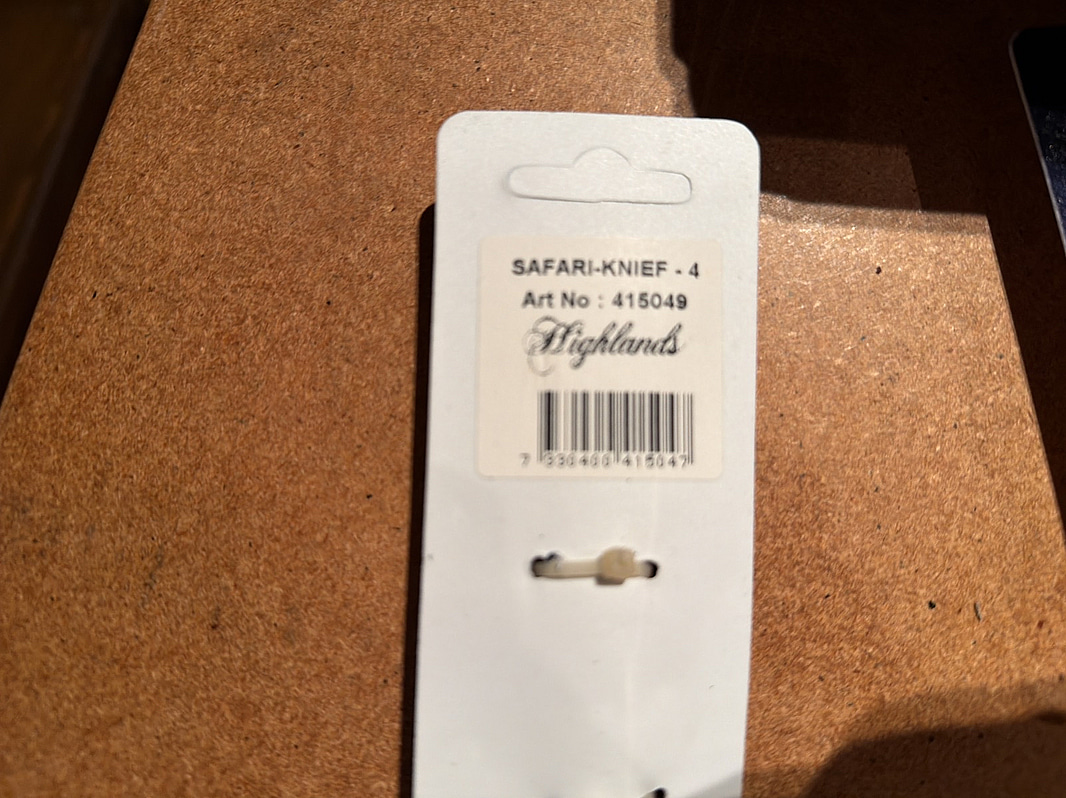 SAFARI-KNIEF - 4
Art No : 415049
Highlands
7 330400 415047